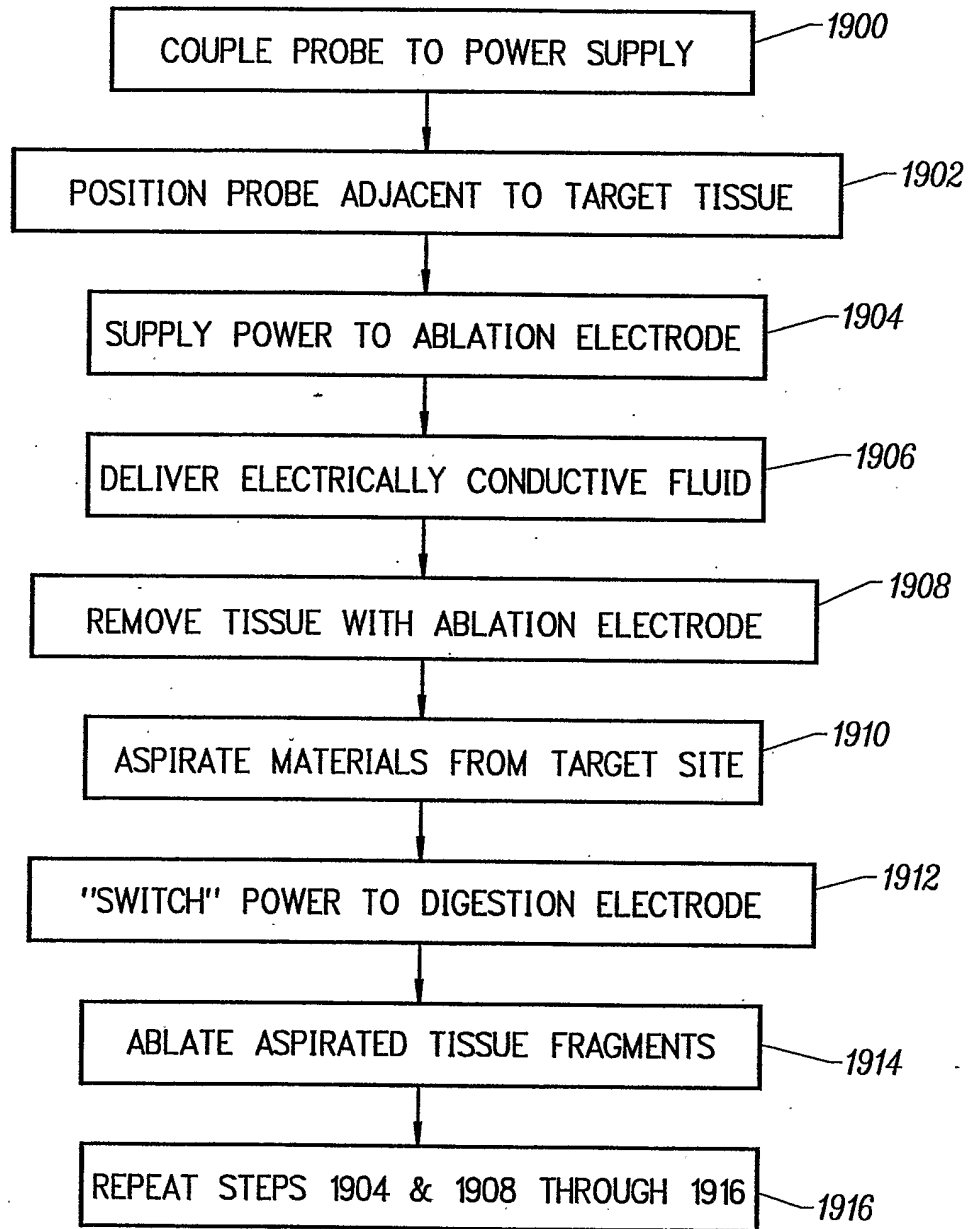 COUPLE PROBE TO POWER SUPPLY
1900
POSITION PROBE ADJACENT TO TARGET TISSUE
1902
SUPPLY POWER TO ABLATION ELECTRODE
1904
DELIVER ELECTRICALLY CONDUCTIVE FLUID
1906
REMOVE TISSUE WITH ABLATION ELECTRODE
1908
ASPIRATE MATERIALS FROM TARGET SITE
1910
"SWITCH" POWER TO DIGESTION ELECTRODE
1912
ABLATE ASPIRATED TISSUE FRAGMENTS
1914
REPEAT STEPS 1904 & 1908 THROUGH 1916
1916